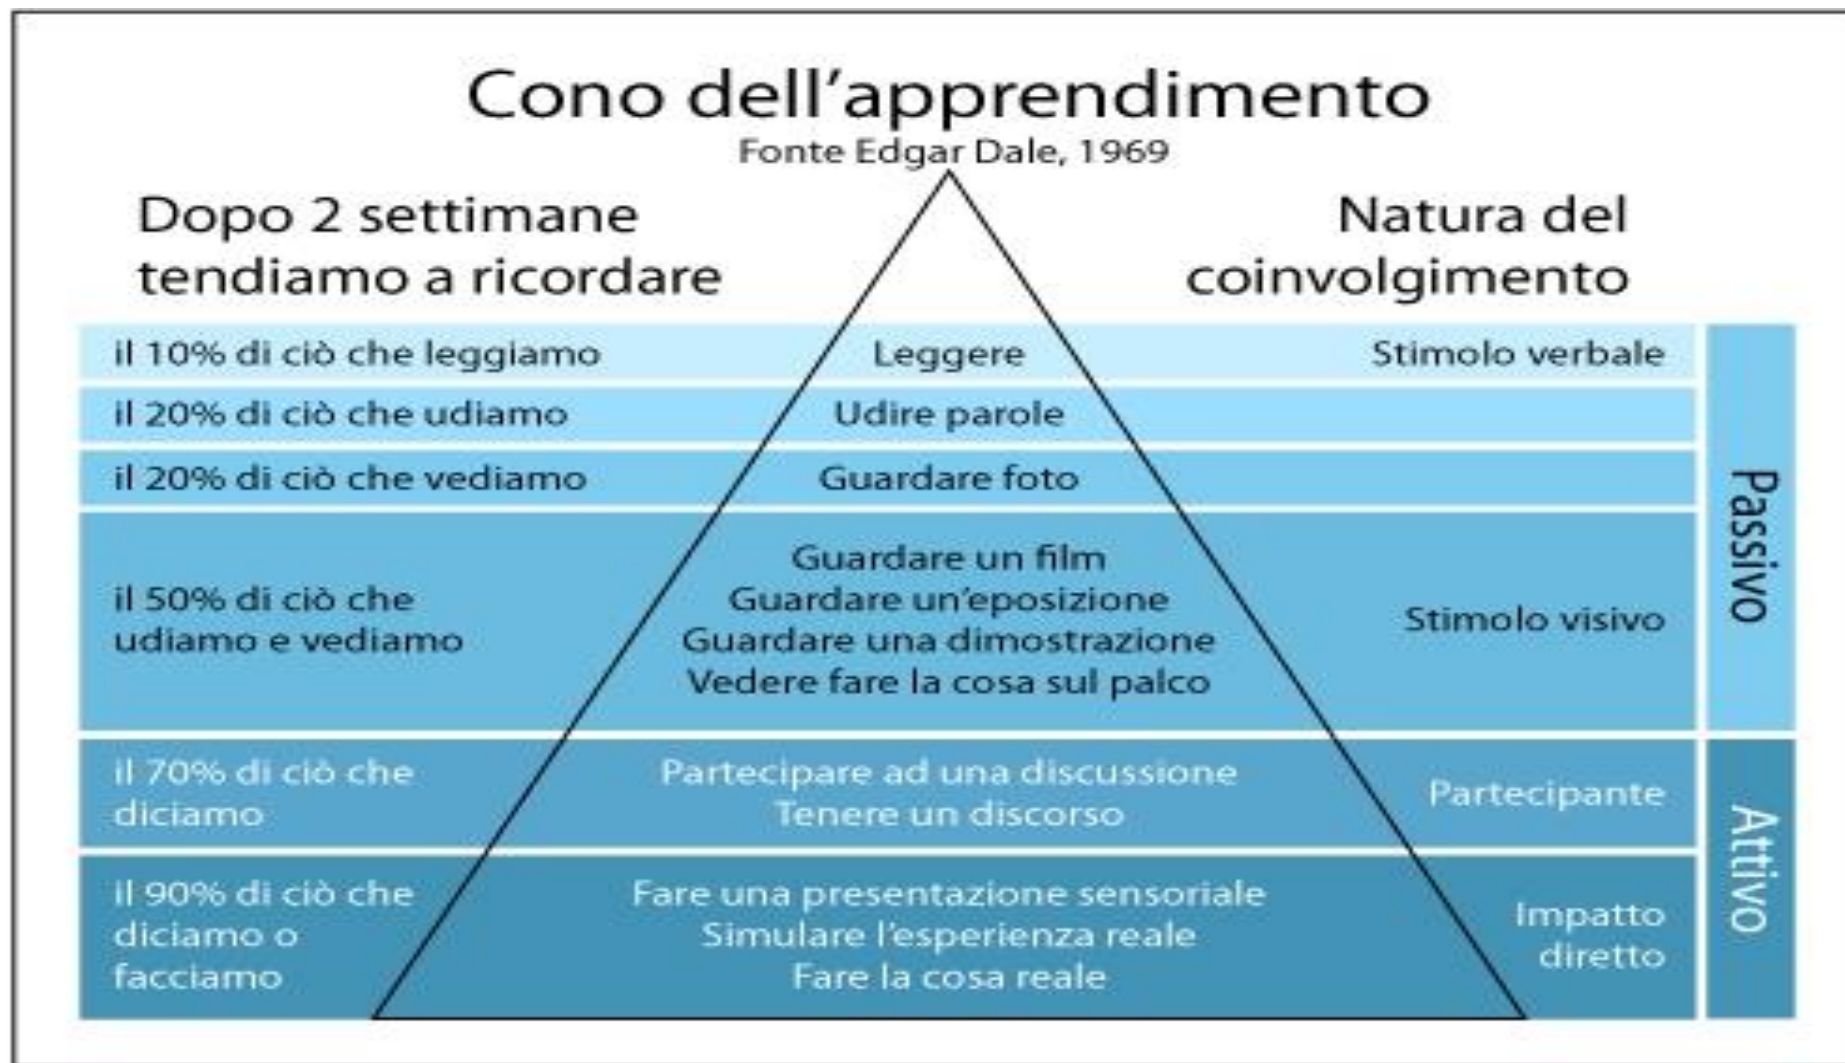 Cono dell'apprendimento
Fonte Edgar Dale, 1969
Dopo 2 settimane
tendiamo a ricordare
Natura del
coinvolgimento
il 10% di ciò che leggiamo
Leggere
Stimolo verbale
il 20% di ciò che udiamo
Udire parole
il 20% di ciò che vediamo
Guardare foto
il 50% di ciò che
udiamo e vediamo
Guardare un film
Guardare un'eposizione
Guardare una dimostrazione
Vedere fare la cosa sul palco
Stimolo visivo
Passivo
il 70% di ciò che
diciamo
Partecipare ad una discussione
Tenere un discorso
Partecipante
il 90% di ciò che
diciamo o
facciamo
Fare una presentazione sensoriale
Simulare l'esperienza reale
Fare la cosa reale
Impatto
diretto
Attivo